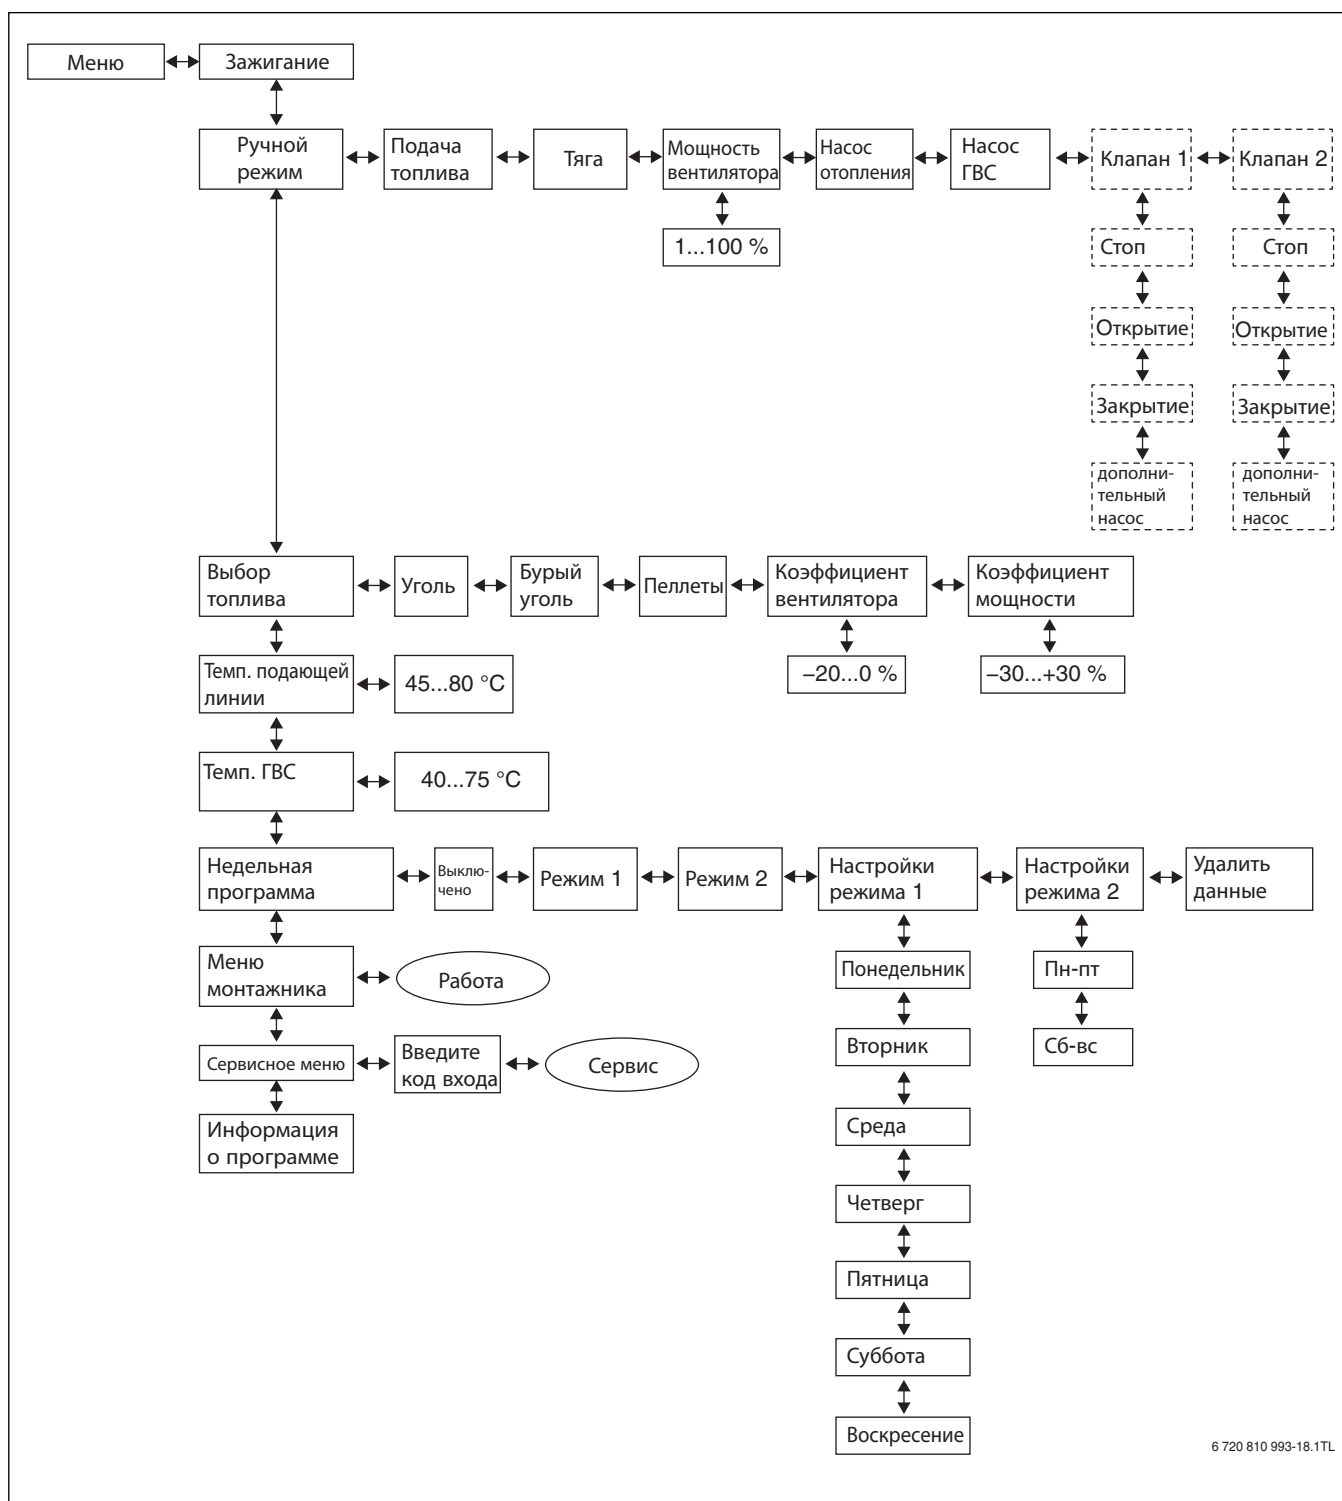 Меню
Зажигание
Ручной
режим
Подача
топлива
Тяга
Мощность
вентилятора
Насос
отопления
Насос
ГВС
Клапан 1
Клапан 2
1...100 %
Стоп
Стоп
Открытие
Открытие
Закрытие
Закрытие
дополни-
тельный
насос
дополни-
тельный
насос
Выбор
топлива
Уголь
Бурый
уголь
Пеллеты
Коэффициент
вентилятора
Коэффициент
мощности
–20...0 %
–30...+30 %
Темп. подающей
линии
45...80 °C
Темп. ГВС
40...75 °C
Недельная
программа
Выклю-
чено
Режим 1
Режим 2
Настройки
режима 1
Настройки
режима 2
Удалить
данные
Меню
монтажника
Работа
Понедельник
Пн-пт
Сервисное меню
Введите
код входа
Сервис
Вторник
Сб-вс
Информация
о программе
Среда
Четверг
Пятница
Суббота
Воскресение
6 720 810 993-18.1TL